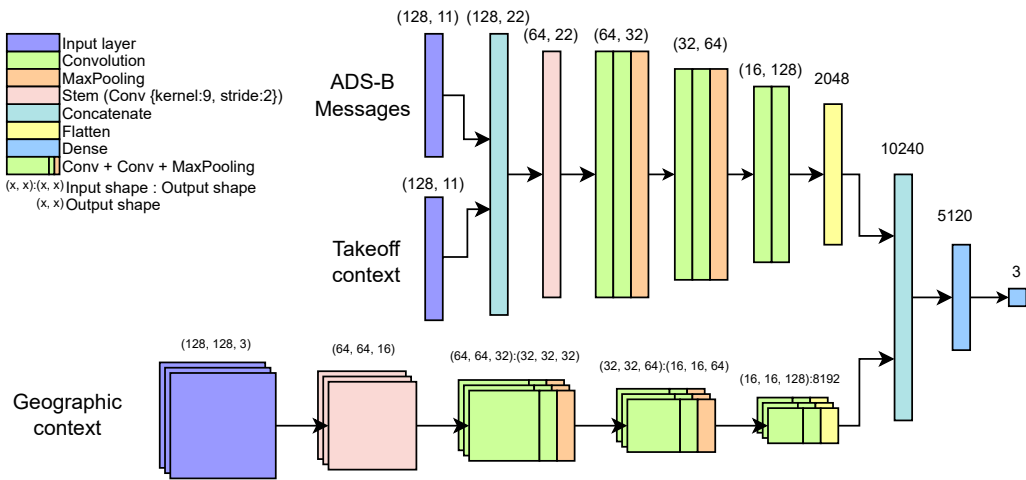 Input layer
Convolution
MaxPooling
Stem (Conv {kernel:9, stride:2})
Concatenate
Flatten
Dense
Conv + Conv + MaxPooling
(x, x):(x, x) Input shape : Output shape
(x, x) Output shape
(128, 11)
(128, 22)
(64, 22)
(64, 32)
(32, 64)
(16, 128)
2048
ADS-B
Messages
(128, 11)
Takeoff
context
10240
5120
3
(128, 128, 3)
(64, 64, 16)
(64, 64, 32):(32, 32, 32)
(32, 32, 64):(16, 16, 64)
(16, 16, 128):8192
Geographic
context